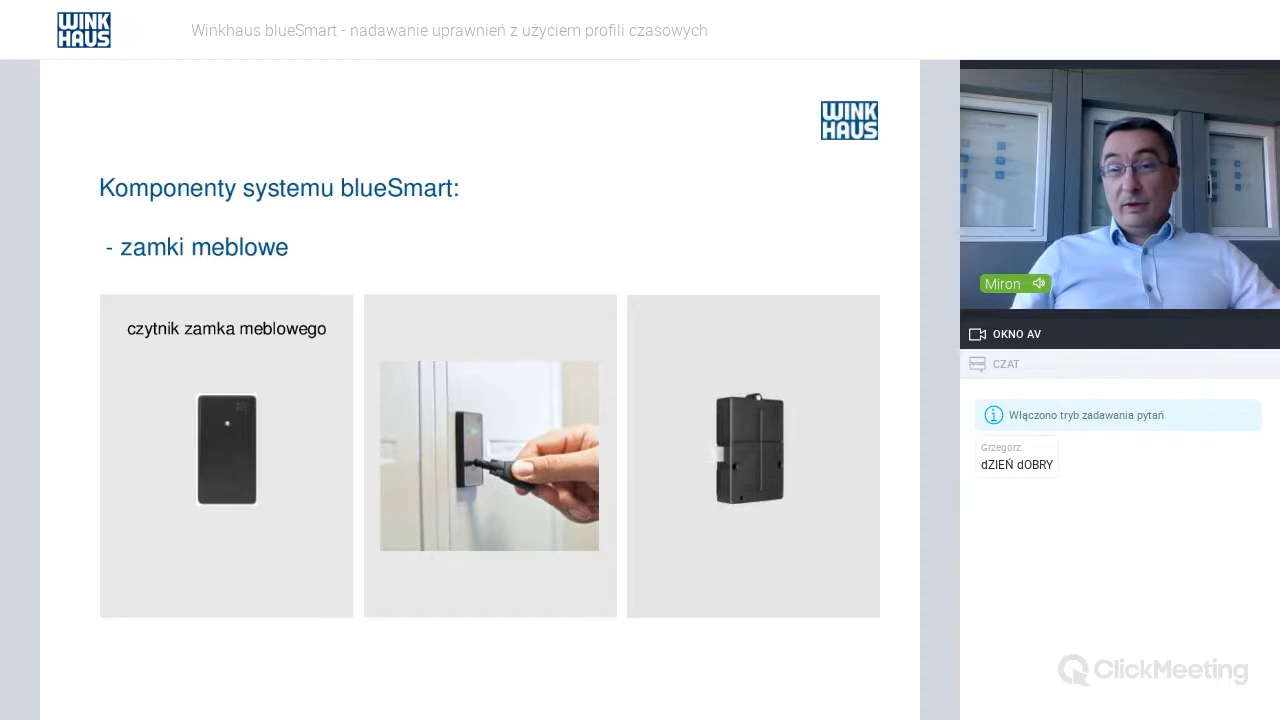 WINK
HAUS
Winkhaus blueSmart - nadawanie uprawnień z użyciem profili czasowych
WINK
HAUS
Komponenty systemu blueSmart:
- zamki meblowe
czytnik zamka meblowego
Miron
OKNO AV
CZAT
Włączono tryb zadawania pytań
Grzegorz
dZIEŃ dOBRY
ClickMeeting